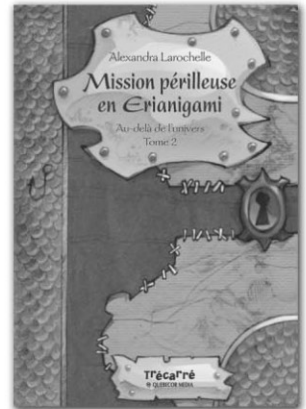 Alexandra Larochelle
Mission périlleuse
en Erianigami
Au-delà de l'univers
Tome 2
Trécarré
QUEBECOR MEDIA